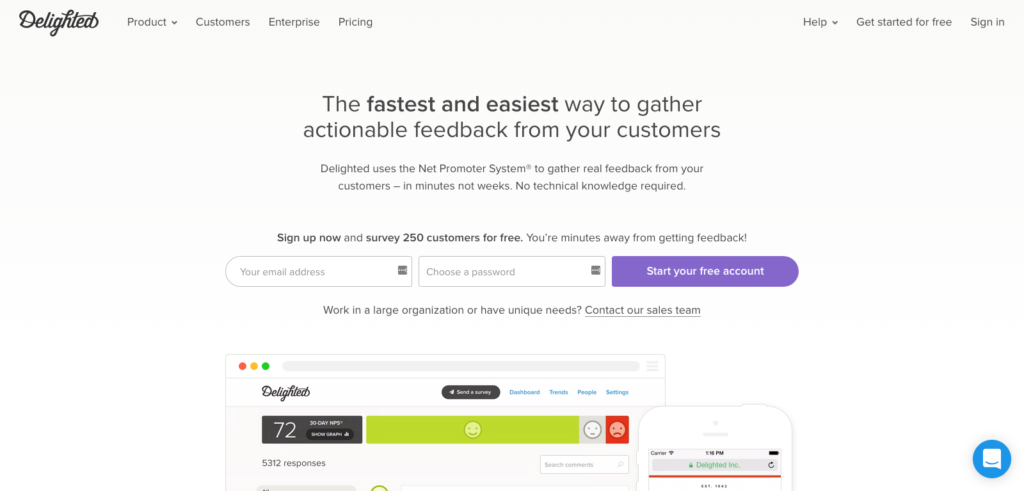 Delighted Product Customers Enterprise Pricing Help Get started for free Sign in
The fastest and easiest way to gather
actionable feedback from your customers
Delighted uses the Net Promoter System® to gather real feedback from your
customers – in minutes not weeks. No technical knowledge required.
Sign up now and survey 250 customers for free. You’re minutes away from getting feedback!
Your email address Choose a password Start your free account
Work in a large organization or have unique needs? Contact our sales team
Delighted Send a survey Dashboard Trends People Settings
72 30-DAY NPS®
SHOW GRAPH
5312 responses Search comments
Carrier 1:16 PM
Delighted Inc.
EST. 1942